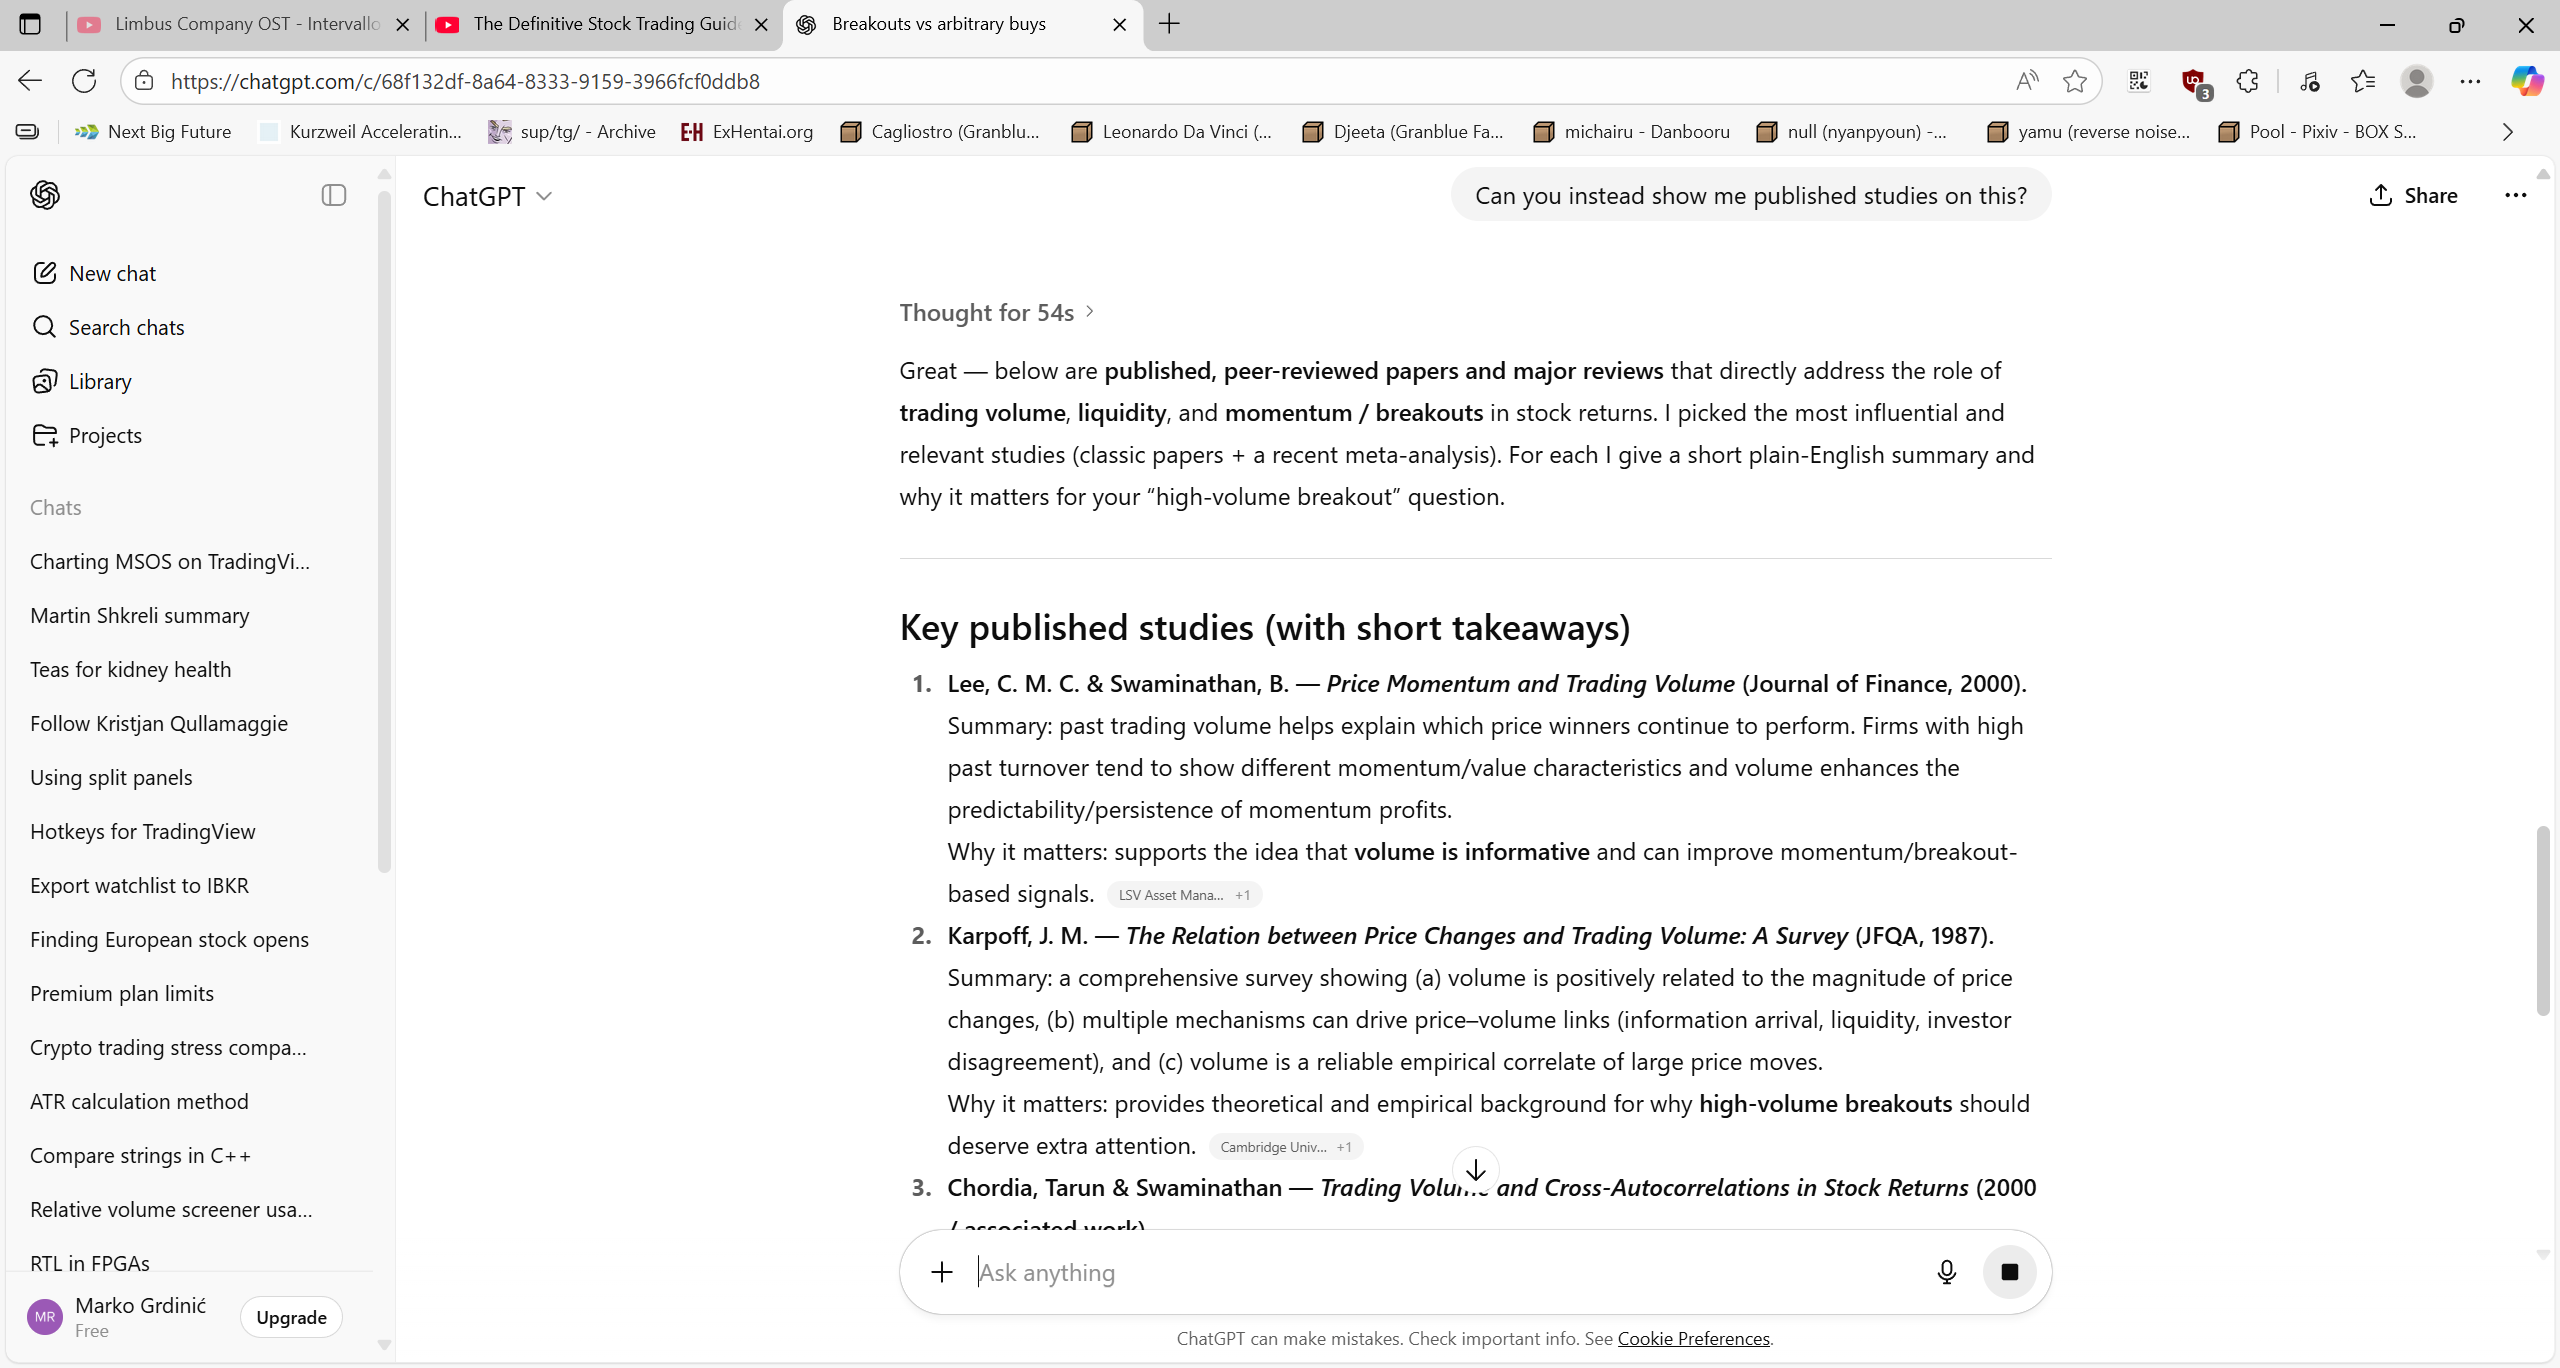 Limbus Company OST - Intervallo
The Definitive Stock Trading Guide
Breakouts vs arbitrary buys
https://chatgpt.com/c/68f132df-8a64-8333-9159-3966fcf0ddb8
3
Next Big Future
Kurzweil Acceleratin...
sup/tg/ - Archive
E-H ExHentai.org
Cagliostro (Granblu...
Leonardo Da Vinci (...
Djeeta (Granblue Fa...
michairu - Danbooru
null (nyanpyoun) -...
yamu (reverse noise...
Pool - Pixiv - BOX S...
New chat
Search chats
Library
Projects
Chats
Charting MSOS on TradingVi...
Martin Shkreli summary
Teas for kidney health
Follow Kristjan Qullamaggie
Using split panels
Hotkeys for TradingView
Export watchlist to IBKR
Finding European stock opens
Premium plan limits
Crypto trading stress compa...
ATR calculation method
Compare strings in C++
Relative volume screener usa...
RTL in FPGAs
MR
Marko Grdinić
Free
Upgrade
ChatGPT
Can you instead show me published studies on this?
Share
Thought for 54s
Great — below are published, peer-reviewed papers and major reviews that directly address the role of
trading volume, liquidity, and momentum / breakouts in stock returns. I picked the most influential and
relevant studies (classic papers + a recent meta-analysis). For each I give a short plain-English summary and
why it matters for your “high-volume breakout” question.
Key published studies (with short takeaways)
1. Lee, C. M. C. & Swaminathan, B. — Price Momentum and Trading Volume (Journal of Finance, 2000).
Summary: past trading volume helps explain which price winners continue to perform. Firms with high
past turnover tend to show different momentum/value characteristics and volume enhances the
predictability/persistence of momentum profits.
Why it matters: supports the idea that volume is informative and can improve momentum/breakout-
based signals. LSV Asset Mana... +1
2. Karpoff, J. M. — The Relation between Price Changes and Trading Volume: A Survey (JFQA, 1987).
Summary: a comprehensive survey showing (a) volume is positively related to the magnitude of price
changes, (b) multiple mechanisms can drive price–volume links (information arrival, liquidity, investor
disagreement), and (c) volume is a reliable empirical correlate of large price moves.
Why it matters: provides theoretical and empirical background for why high-volume breakouts should
deserve extra attention. Cambridge Univ... +1
3. Chordia, Tarun & Swaminathan — Trading Volume and Cross-Autocorrelations in Stock Returns (2000
/ associated work)
Ask anything
ChatGPT can make mistakes. Check important info. See Cookie Preferences.